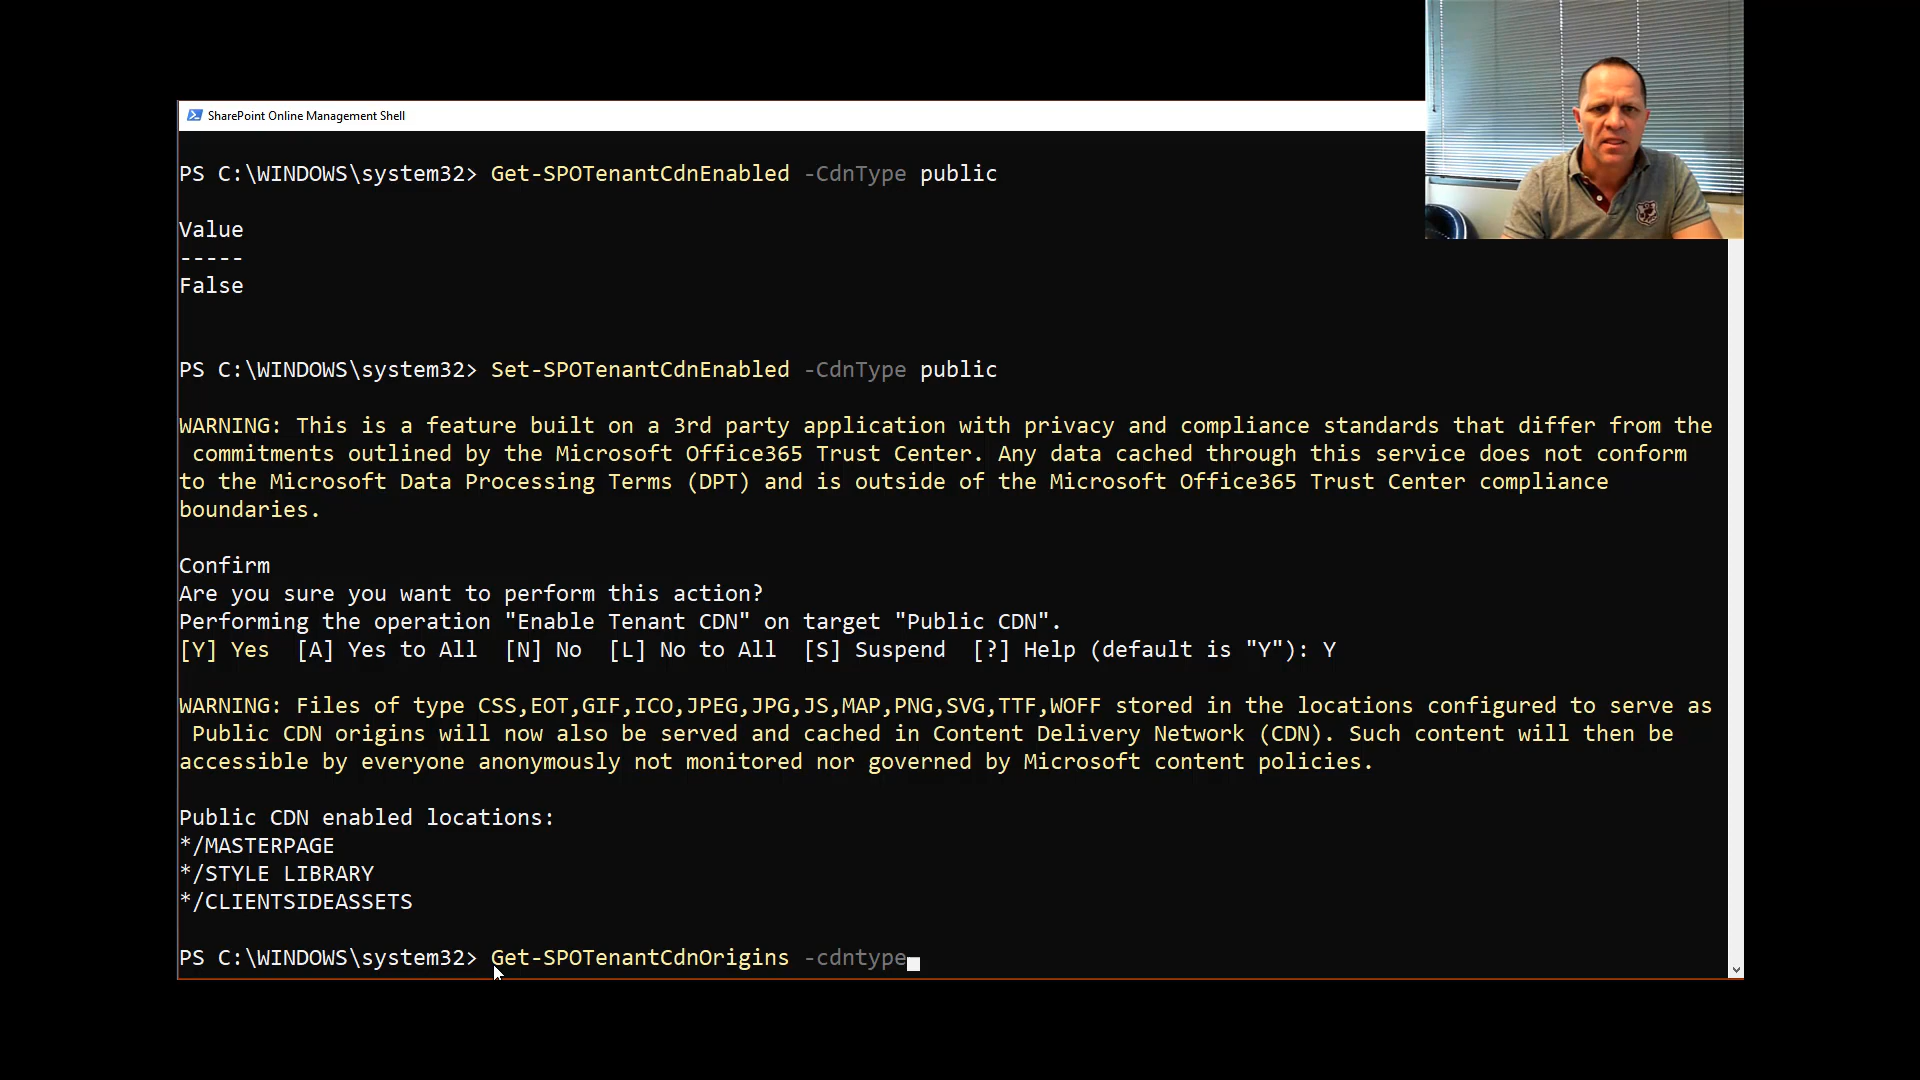 SharePoint Online Management Shell
PS C:\WINDOWS\system32> Get-SPOTenantCdnEnabled -CdnType public
Value
-----
False
PS C:\WINDOWS\system32> Set-SPOTenantCdnEnabled -CdnType public
WARNING: This is a feature built on a 3rd party application with privacy and compliance standards that differ from the
commitments outlined by the Microsoft Office365 Trust Center. Any data cached through this service does not conform
to the Microsoft Data Processing Terms (DPT) and is outside of the Microsoft Office365 Trust Center compliance
boundaries.
Confirm
Are you sure you want to perform this action?
Performing the operation "Enable Tenant CDN" on target "Public CDN".
[Y] Yes  [A] Yes to All  [N] No  [L] No to All  [S] Suspend  [?] Help (default is "Y"): Y
WARNING: Files of type CSS,EOT,GIF,ICO,JPEG,JPG,JS,MAP,PNG,SVG,TTF,WOFF stored in the locations configured to serve as
Public CDN origins will now also be served and cached in Content Delivery Network (CDN). Such content will then be
accessible by everyone anonymously not monitored nor governed by Microsoft content policies.
Public CDN enabled locations:
*/MASTERPAGE
*/STYLE LIBRARY
*/CLIENTSIDEASSETS
PS C:\WINDOWS\system32> Get-SPOTenantCdnOrigins -cdntype